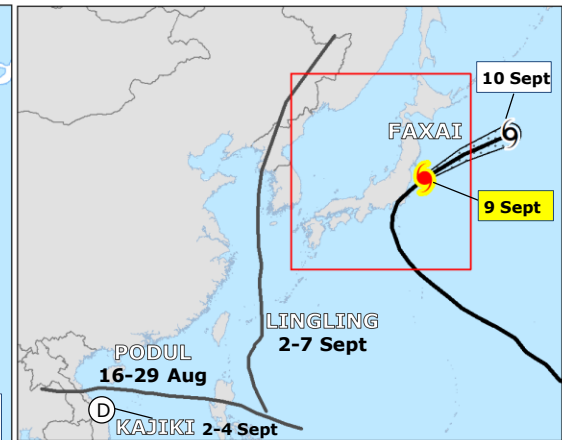 10 Sept
FAXAI
9 Sept
LINGLING
2-7 Sept
PODUL
16-29 Aug
D
KAJIKI 2-4 Sept